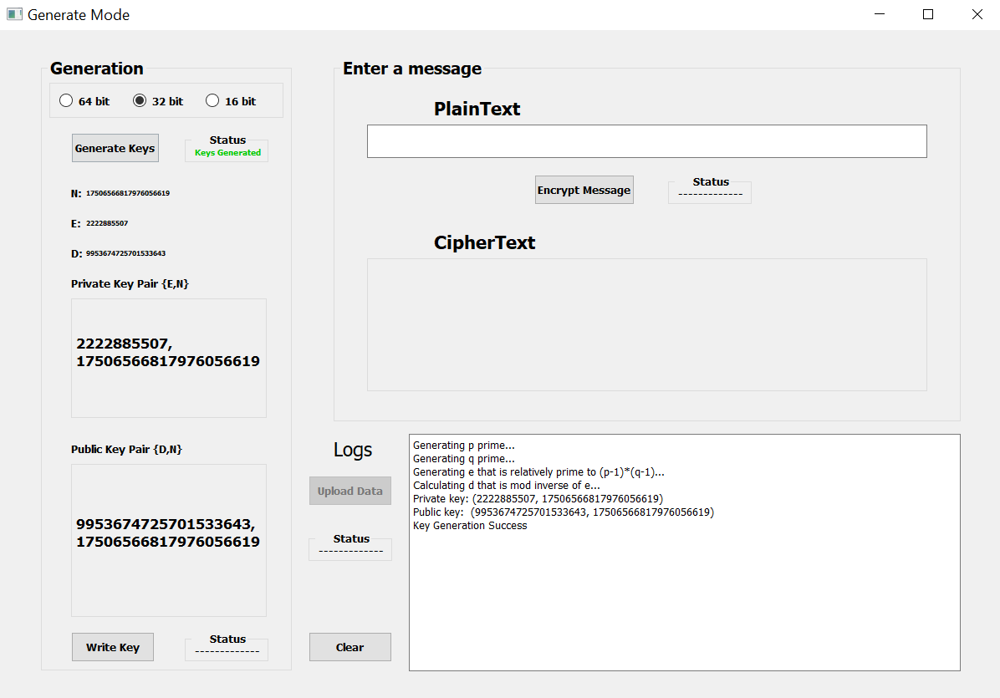 Generate Mode
Generation
64 bit
32 bit
16 bit
Generate Keys
Status
Keys Generated
N: 17506566817976056619
E: 2222885507
D: 9953674725701533643
Private Key Pair {E,N}
2222885507,
17506566817976056619
Public Key Pair {D,N}
9953674725701533643,
17506566817976056619
Write Key
Status
-------------
Enter a message
PlainText
Encrypt Message
Status
-------------
CipherText
Logs
Upload Data
Status
-------------
Clear
Generating p prime...
Generating q prime...
Generating e that is relatively prime to (p-1)*(q-1)...
Calculating d that is mod inverse of e...
Private key: (2222885507, 17506566817976056619)
Public key:  (9953674725701533643, 17506566817976056619)
Key Generation Success